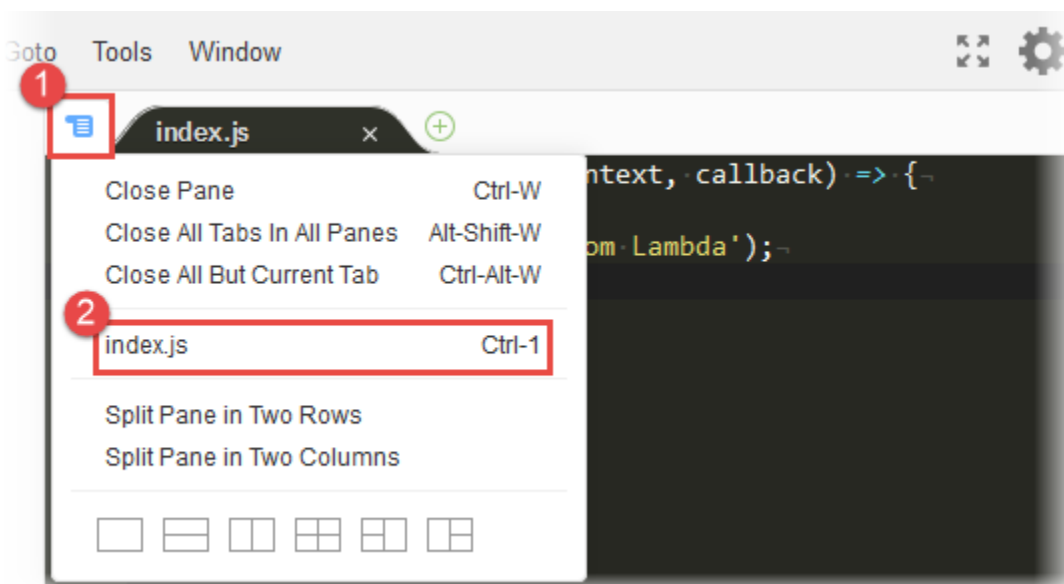 Goto Tools Window
1
index.js ×
Close Pane Ctrl-W
ntext, callback) => {¬
Close All Tabs In All Panes Alt-Shift-W
om Lambda');¬
Close All But Current Tab Ctrl-Alt-W
2
index.js Ctrl-1
Split Pane in Two Rows
Split Pane in Two Columns